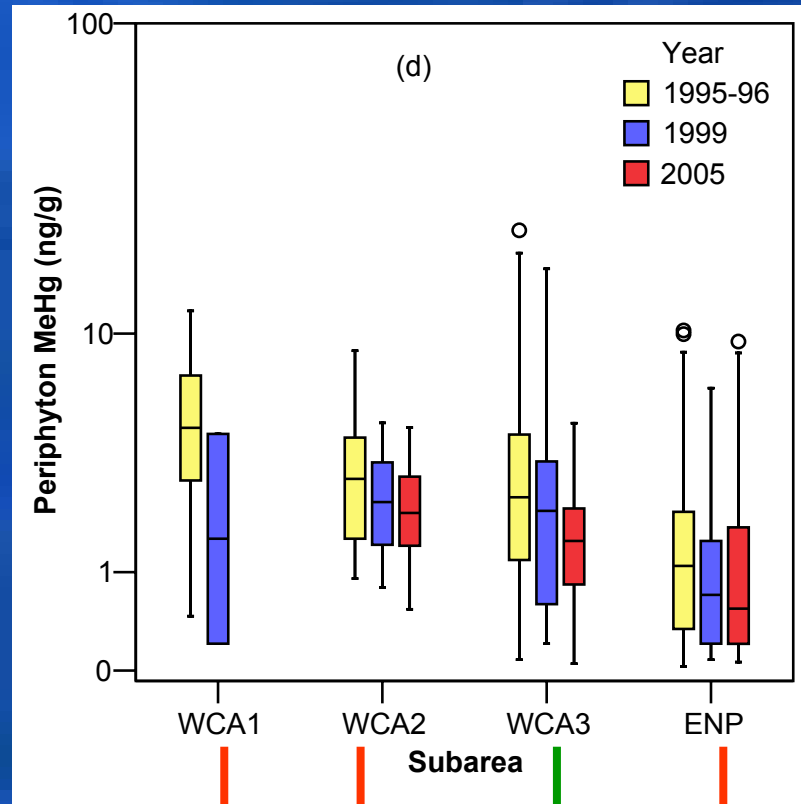 100
(d)
Year
1995-96
1999
2005
Periphyton MeHg (ng/g)
10
1
0
WCA1 WCA2 WCA3 ENP
Subarea